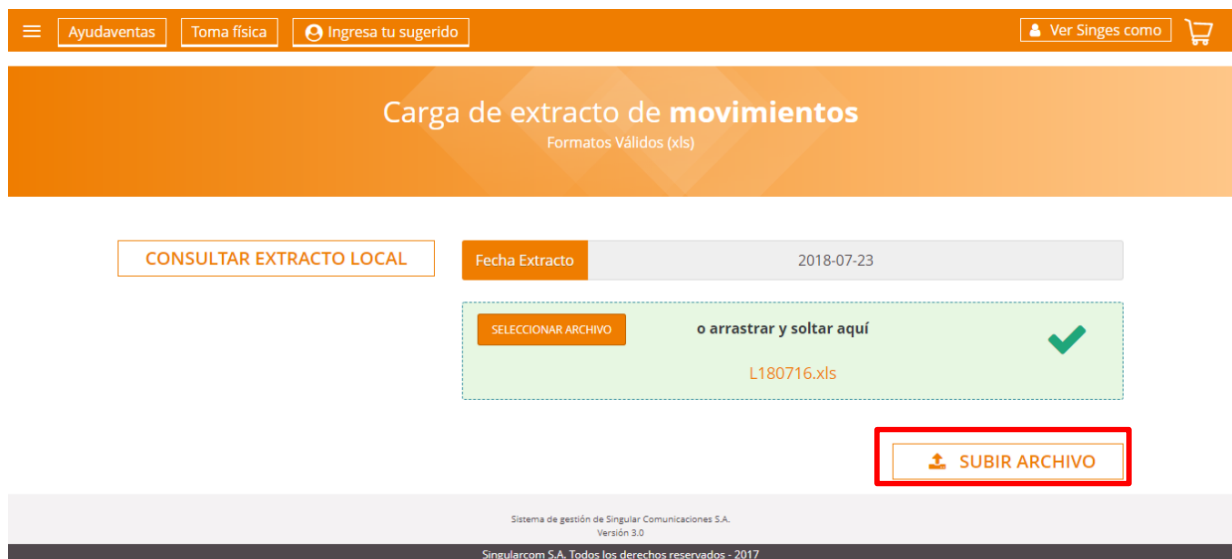 Ayudaventas Toma física Ingresa tu sugerido Ver Singes como
Carga de extracto de movimientos
Formatos Válidos (xls)
CONSULTAR EXTRACTO LOCAL Fecha Extracto 2018-07-23
SELECCIONAR ARCHIVO o arrastrar y soltar aquí
L180716.xls
SUBIR ARCHIVO
Sistema de gestión de Singular Comunicaciones S.A.
Versión 3.0
Singularcom S.A. Todos los derechos reservados - 2017